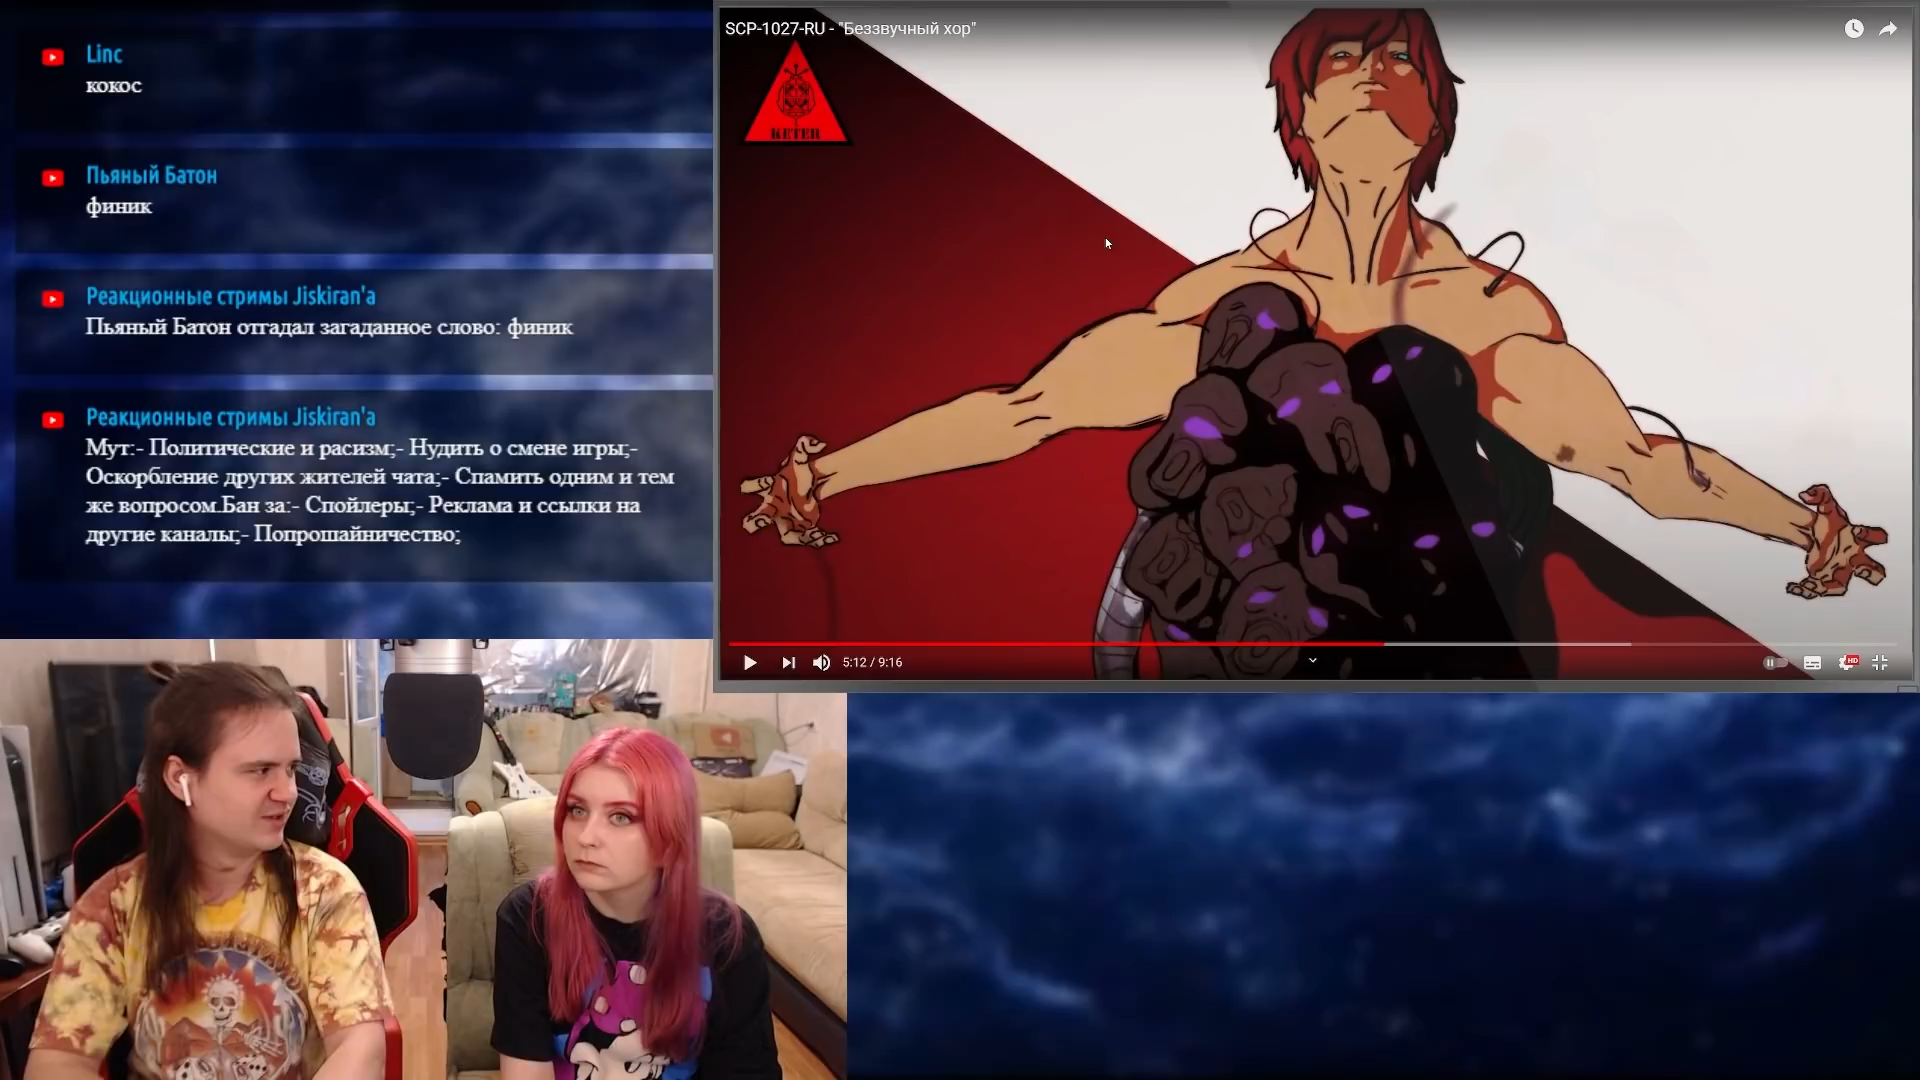 Linc
кокос
Пьяный Батон
финик
Реакционные стримы Jiskiran'а
Пьяный Батон отгадал загаданное слово: финик
Реакционные стримы Jiskiran'а
Мут:- Политические и расизм;- Нудить о смене игры;-
Оскорбление других жителей чата;- Спамить одним и тем
же вопросом.Бан за:- Спойлеры;- Реклама и ссылки на
другие каналы;- Попрошайничество;
SCP-1027-RU - "Беззвучный хор"
KETER
5:12 / 9:16
HD